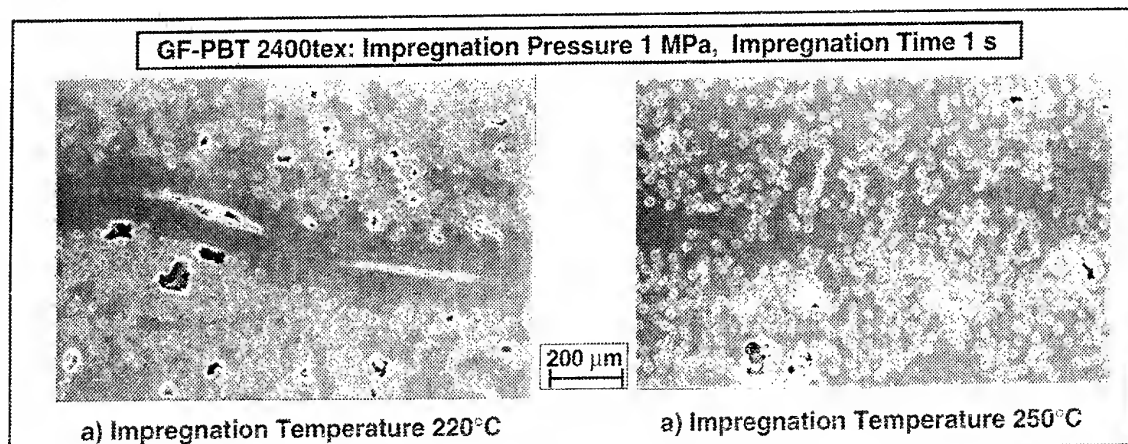 GF-PBT 2400tex: Impregnation Pressure 1 MPa, Impregnation Time 1 s
200 μm
a) Impregnation Temperature 220°C
a) Impregnation Temperature 250°C